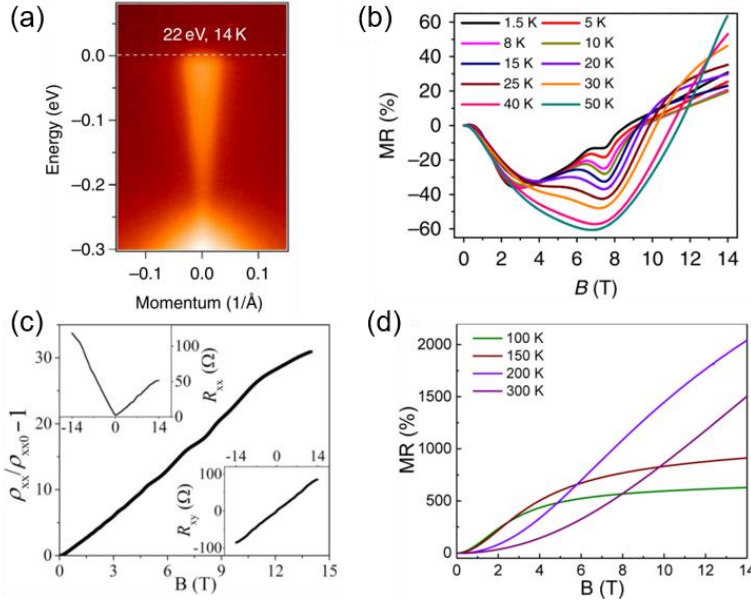 (a)
22 eV, 14 K
Energy (eV)
0.0
−0.1
−0.2
−0.3
−0.1 0.0 0.1
Momentum (1/Å)
(b)
MR (%)
60
40
20
0
−20
−40
−60
1.5 K 5 K
8 K 10 K
15 K 20 K
25 K 30 K
40 K 50 K
0 2 4 6 8 10 12 14
B (T)
(c)
ρxx/ρxx0 − 1
30
20
10
0
0 3 6 9 12 15
B (T)
100
50
0
Rxx (Ω)
-14 0 14
-14 0 14
100
0
-100
Rxy (Ω)
(d)
MR (%)
2000
1500
1000
500
0
100 K
150 K
200 K
300 K
0 2 4 6 8 10 12 14
B (T)